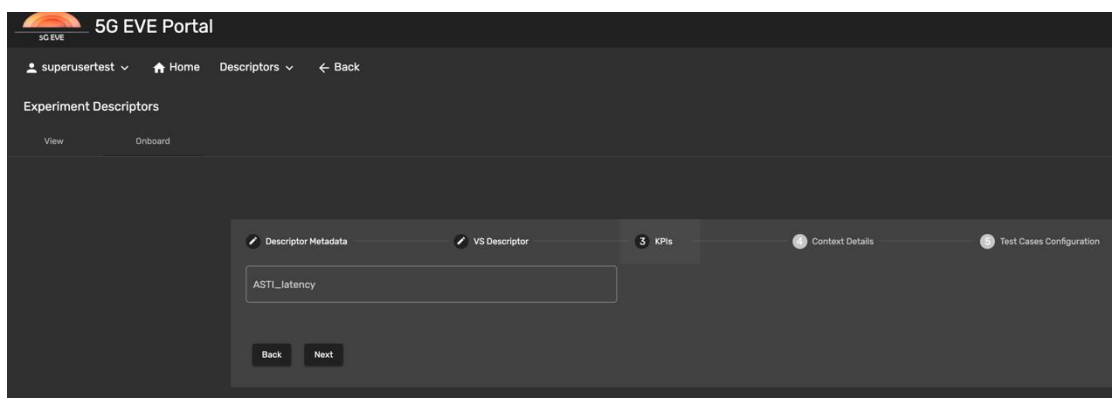 5G EVE
5G EVE Portal
superusertest Home Descriptors Back
Experiment Descriptors
View Onboard
Descriptor Metadata VS Descriptor 3 KPIs 4 Context Details 5 Test Cases Configuration
ASTI_latency
Back Next